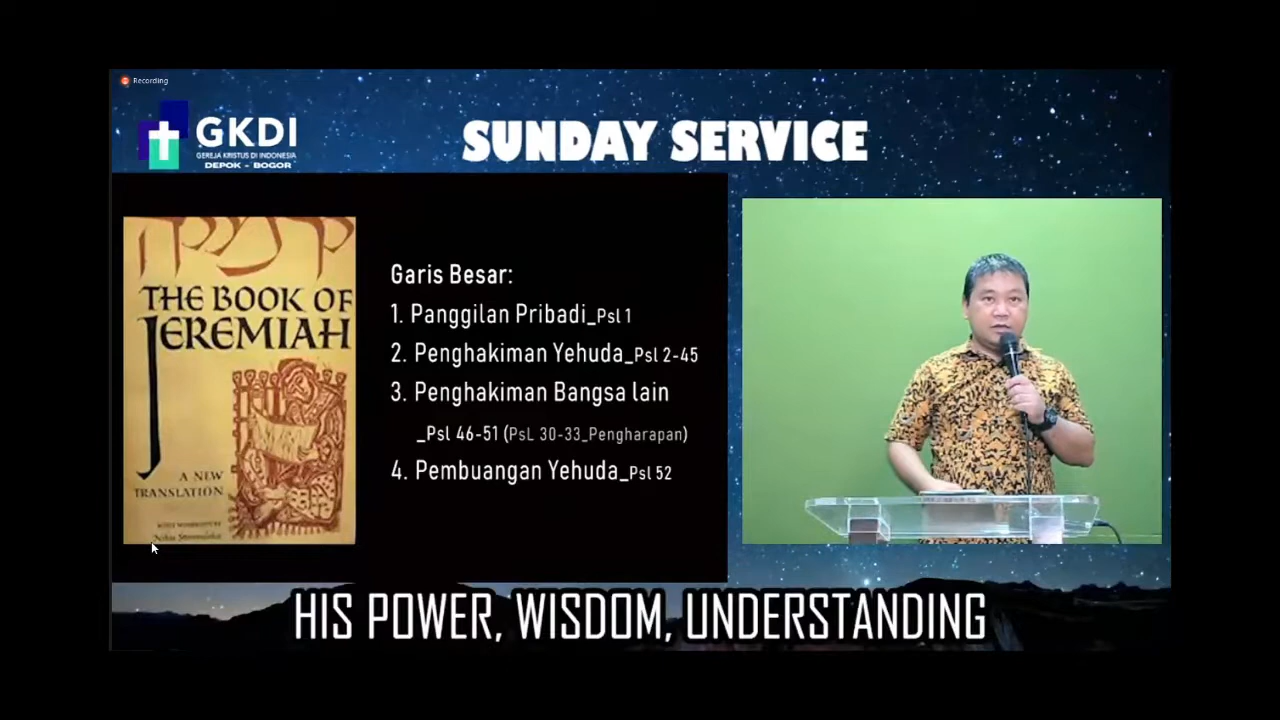 Recording
GKDI
GEREJA KRISTUS DI INDONESIA
DEPOK - BOGOR
SUNDAY SERVICE
THE BOOK OF
JEREMIAH
A NEW
TRANSLATION
Garis Besar:
1. Panggilan Pribadi_Psl 1
2. Penghakiman Yehuda_Psl 2-45
3. Penghakiman Bangsa lain
_Psl 46-51 (PsL 30-33_Pengharapan)
4. Pembuangan Yehuda_Psl 52
HIS POWER, WISDOM, UNDERSTANDING